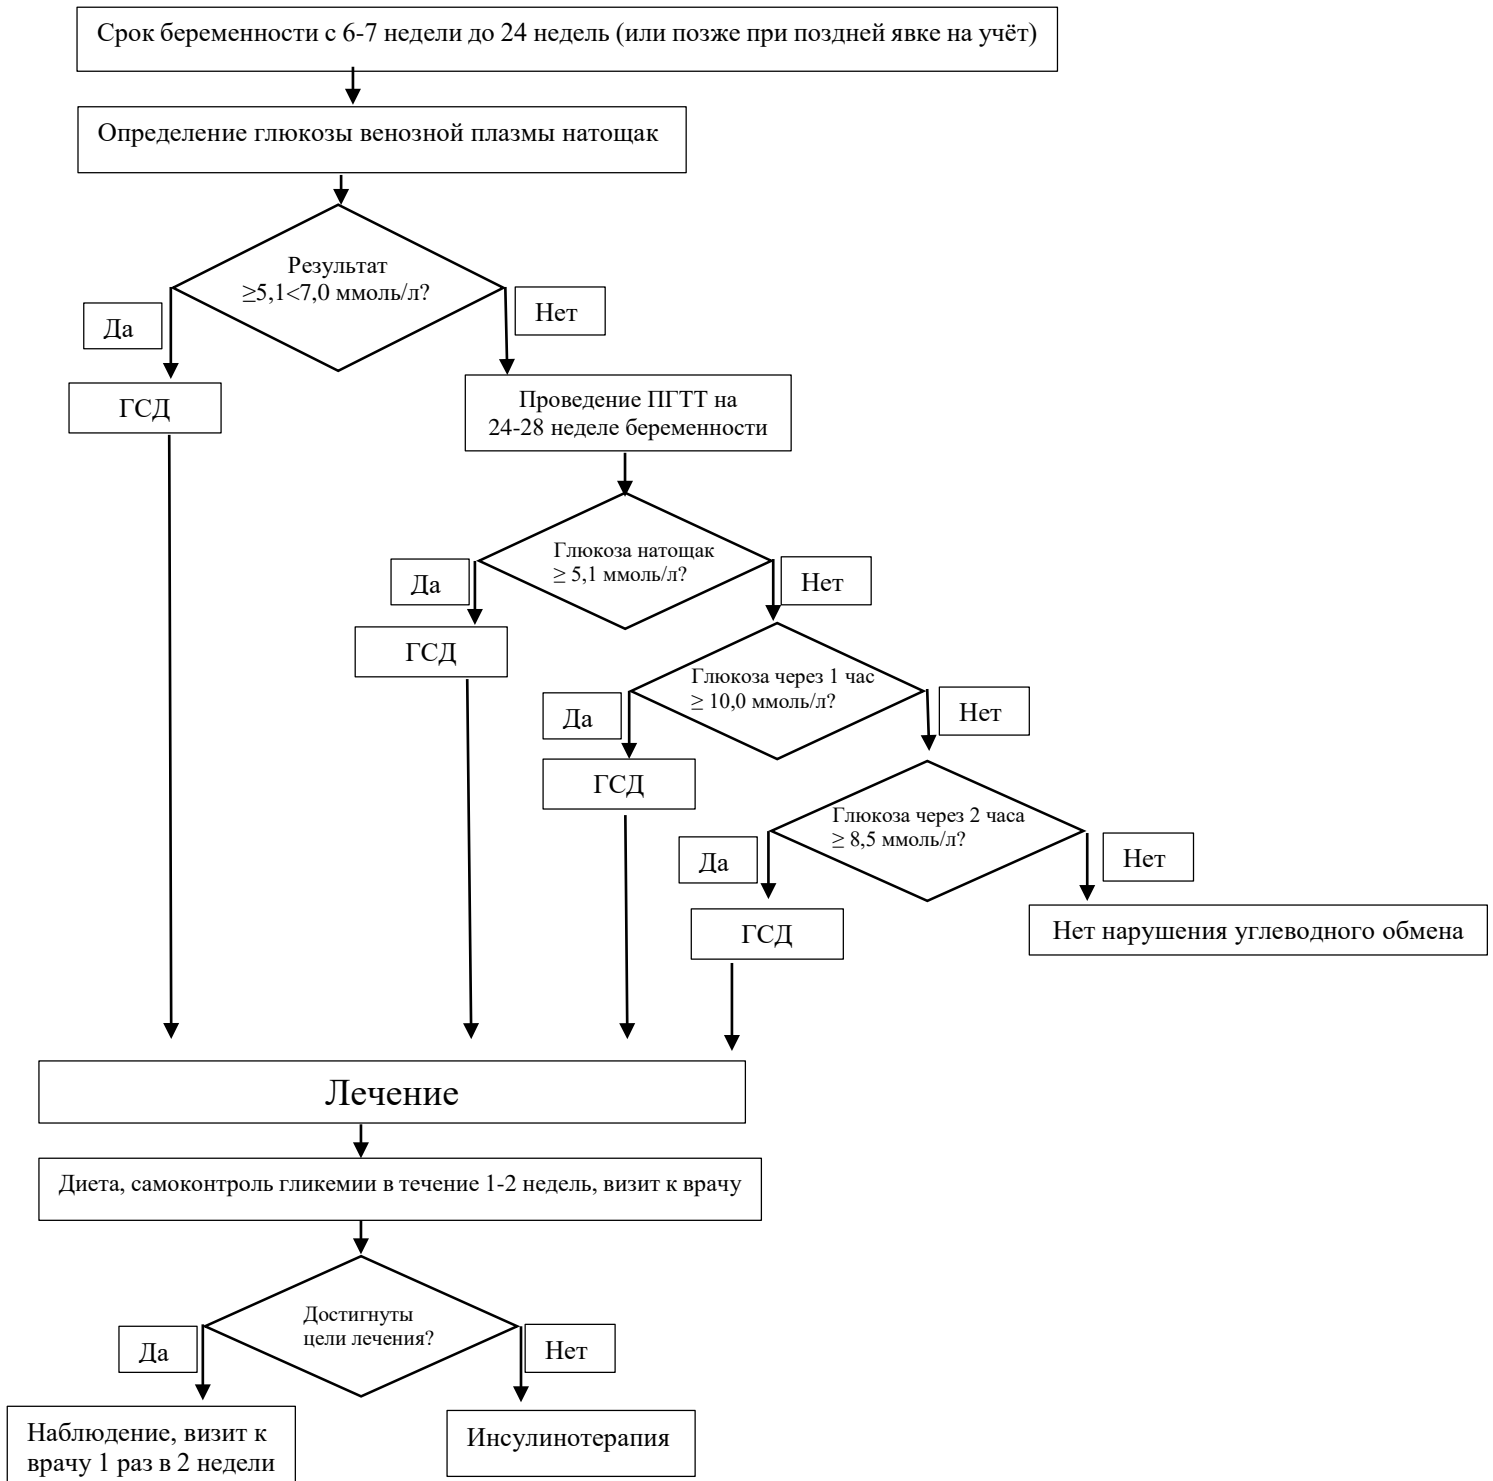 Срок беременности с 6-7 недели до 24 недель (или позже при поздней явке на учёт)
Определение глюкозы венозной плазмы натощак
Результат
≥5,1<7,0 ммоль/л?
Да
Нет
ГСД
Проведение ПГТТ на
24-28 неделе беременности
Глюкоза натощак
≥ 5,1 ммоль/л?
Да
Нет
ГСД
Глюкоза через 1 час
≥ 10,0 ммоль/л?
Да
Нет
ГСД
Глюкоза через 2 часа
≥ 8,5 ммоль/л?
Да
Нет
ГСД
Нет нарушения углеводного обмена
Лечение
Диета, самоконтроль гликемии в течение 1-2 недель, визит к врачу
Достигнуты
цели лечения?
Да
Нет
Наблюдение, визит к
врачу 1 раз в 2 недели
Инсулинотерапия